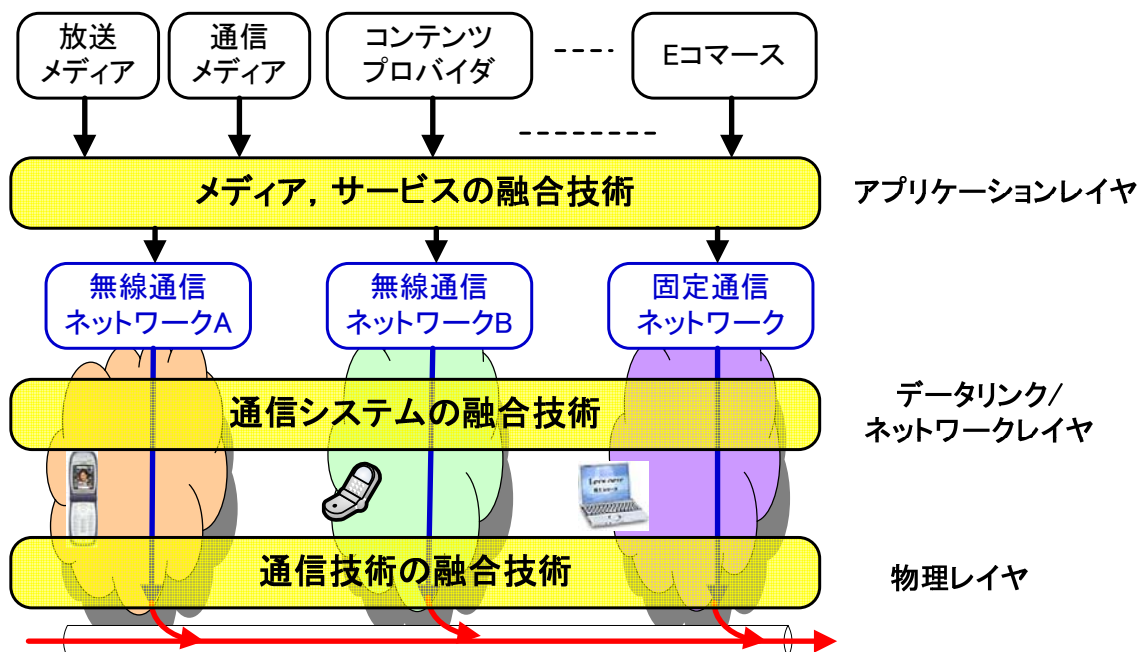 放送
メディア
通信
メディア
コンテンツ
プロバイダ
Eコマース
メディア，サービスの融合技術
アプリケーションレイヤ
無線通信
ネットワークA
無線通信
ネットワークB
固定通信
ネットワーク
通信システムの融合技術
データリンク/
ネットワークレイヤ
通信技術の融合技術
物理レイヤ